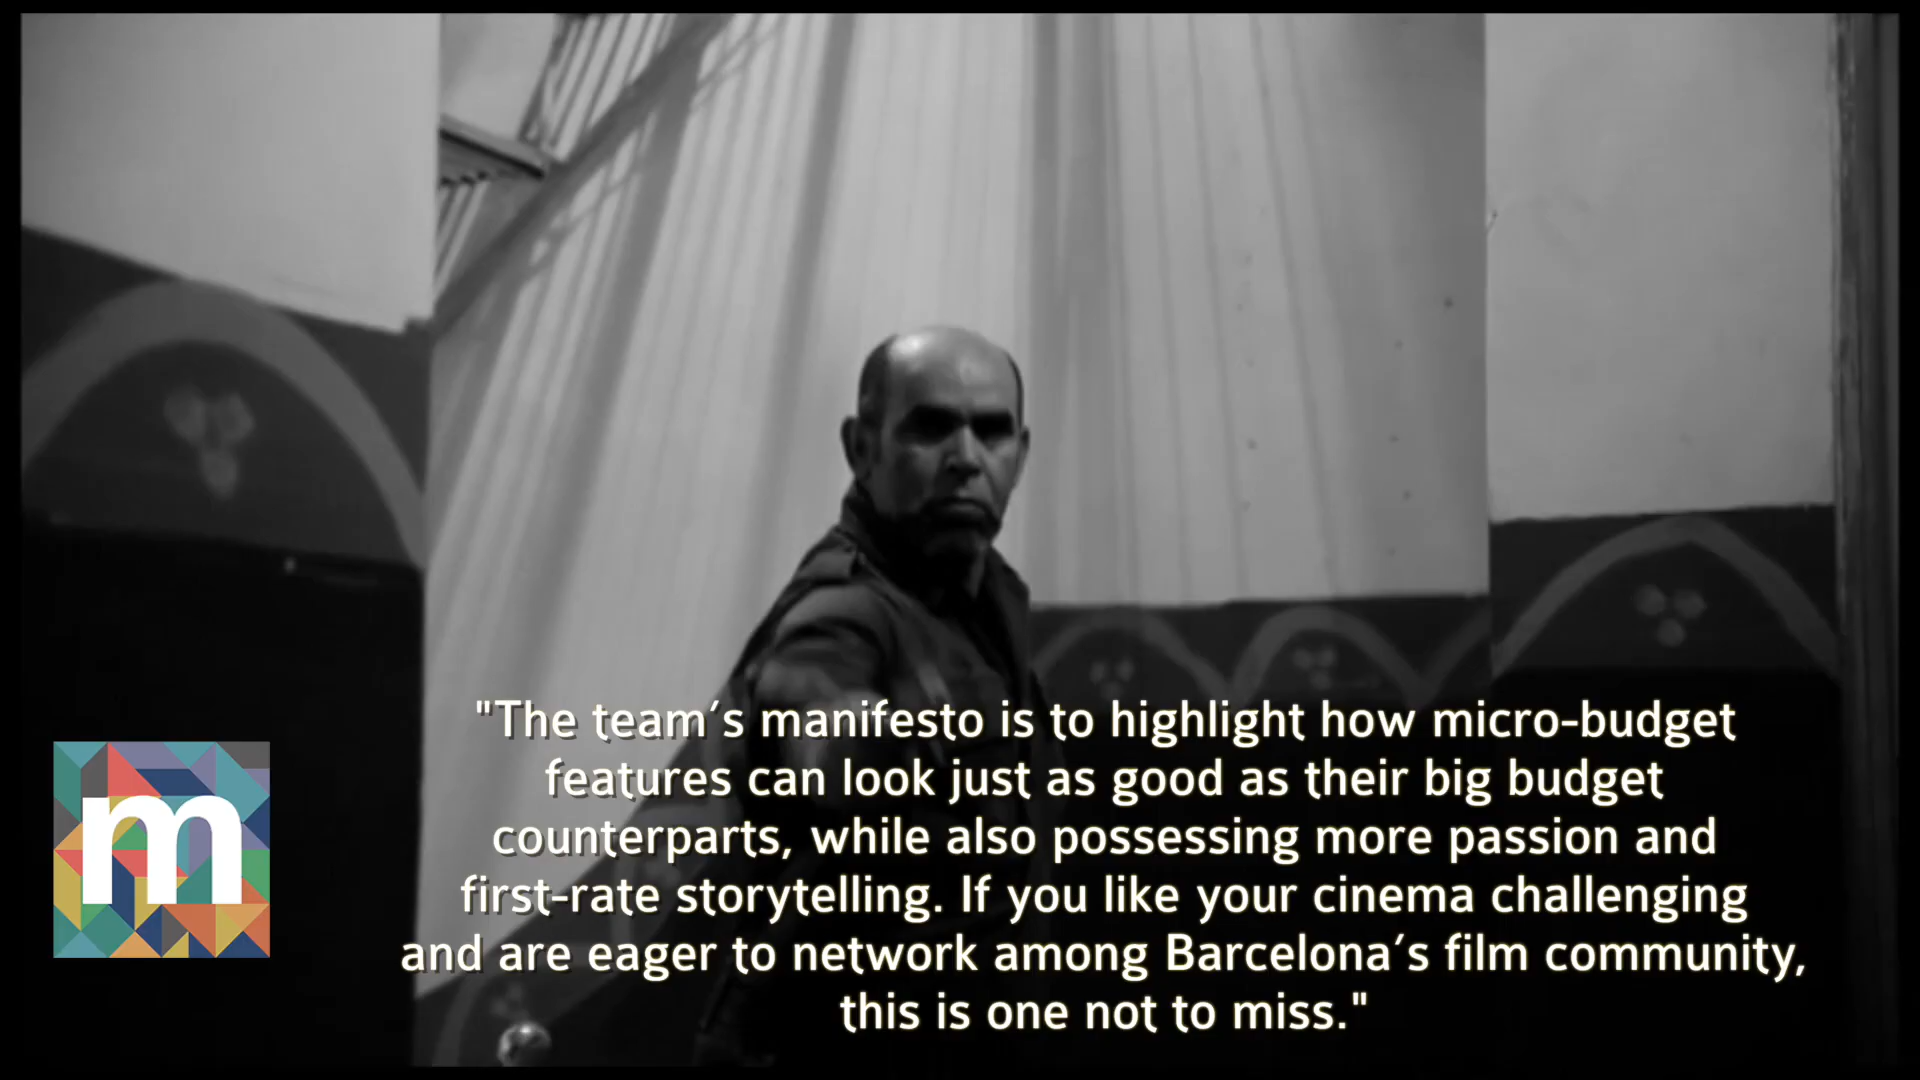 "The team´s manifesto is to highlight how micro-budget
features can look just as good as their big budget
counterparts, while also possessing more passion and
first-rate storytelling. If you like your cinema challenging
and are eager to network among Barcelona´s film community,
this is one not to miss."
m